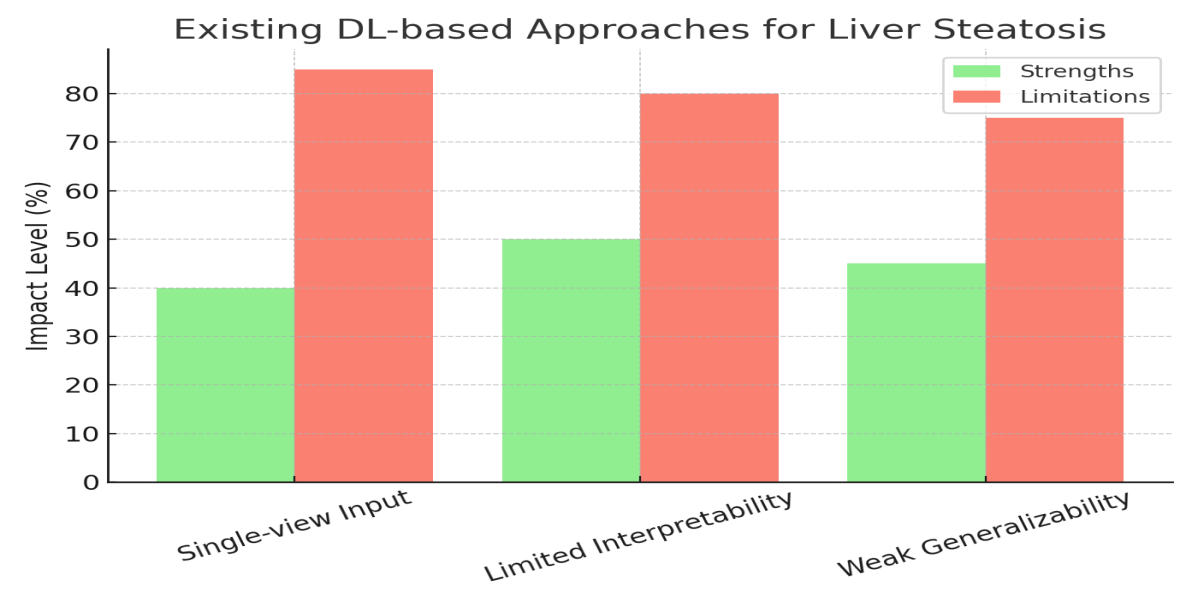 Existing DL-based Approaches for Liver Steatosis
Strengths
Limitations
Impact Level (%)
80
70
60
50
40
30
20
10
0
Single-view Input
Limited Interpretability
Weak Generalizability